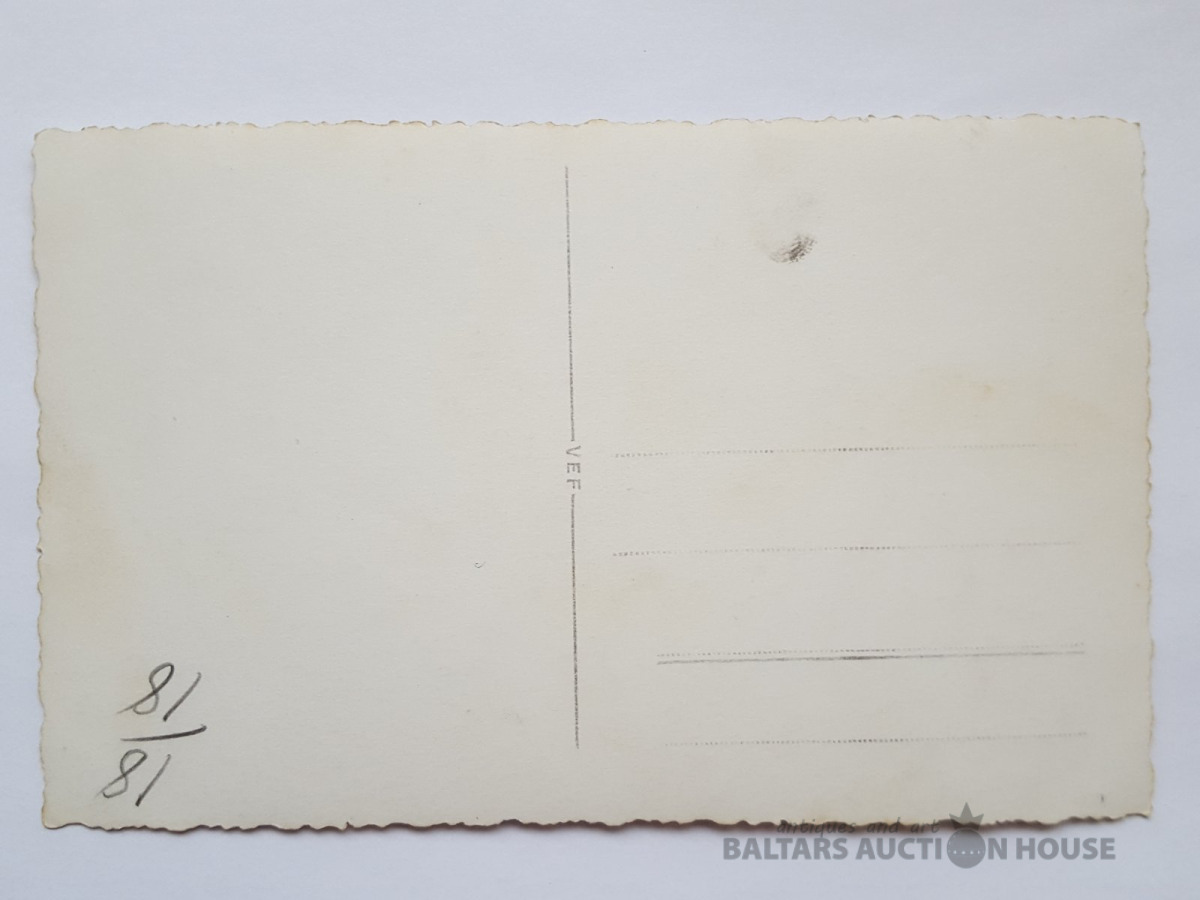 VEF
81
81
antiques and art
BALTARS AUCTION HOUSE